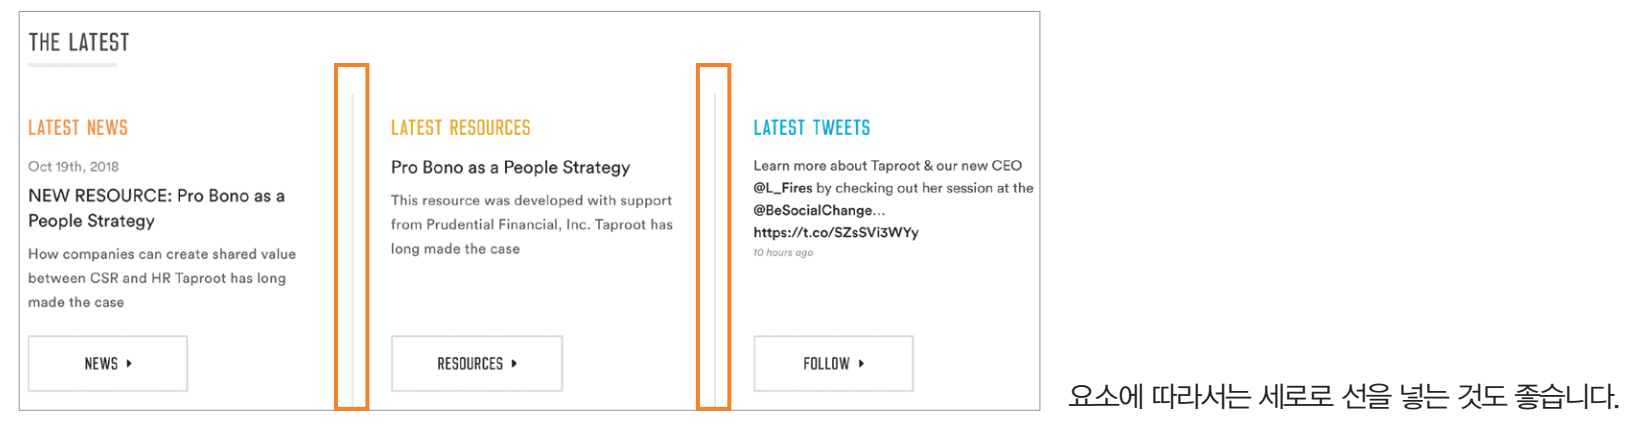 THE LATEST
LATEST NEWS
Oct 19th, 2018
NEW RESOURCE: Pro Bono as a
People Strategy
How companies can create shared value
between CSR and HR Taproot has long
made the case
NEWS
LATEST RESOURCES
Pro Bono as a People Strategy
This resource was developed with support
from Prudential Financial, Inc. Taproot has
long made the case
RESOURCES
LATEST TWEETS
Learn more about Taproot & our new CEO
@L_Fires by checking out her session at the
@BeSocialChange…
https://t.co/SZsSVi3WYy
10 hours ago
FOLLOW
요소에 따라서는 세로로 선을 넣는 것도 좋습니다.